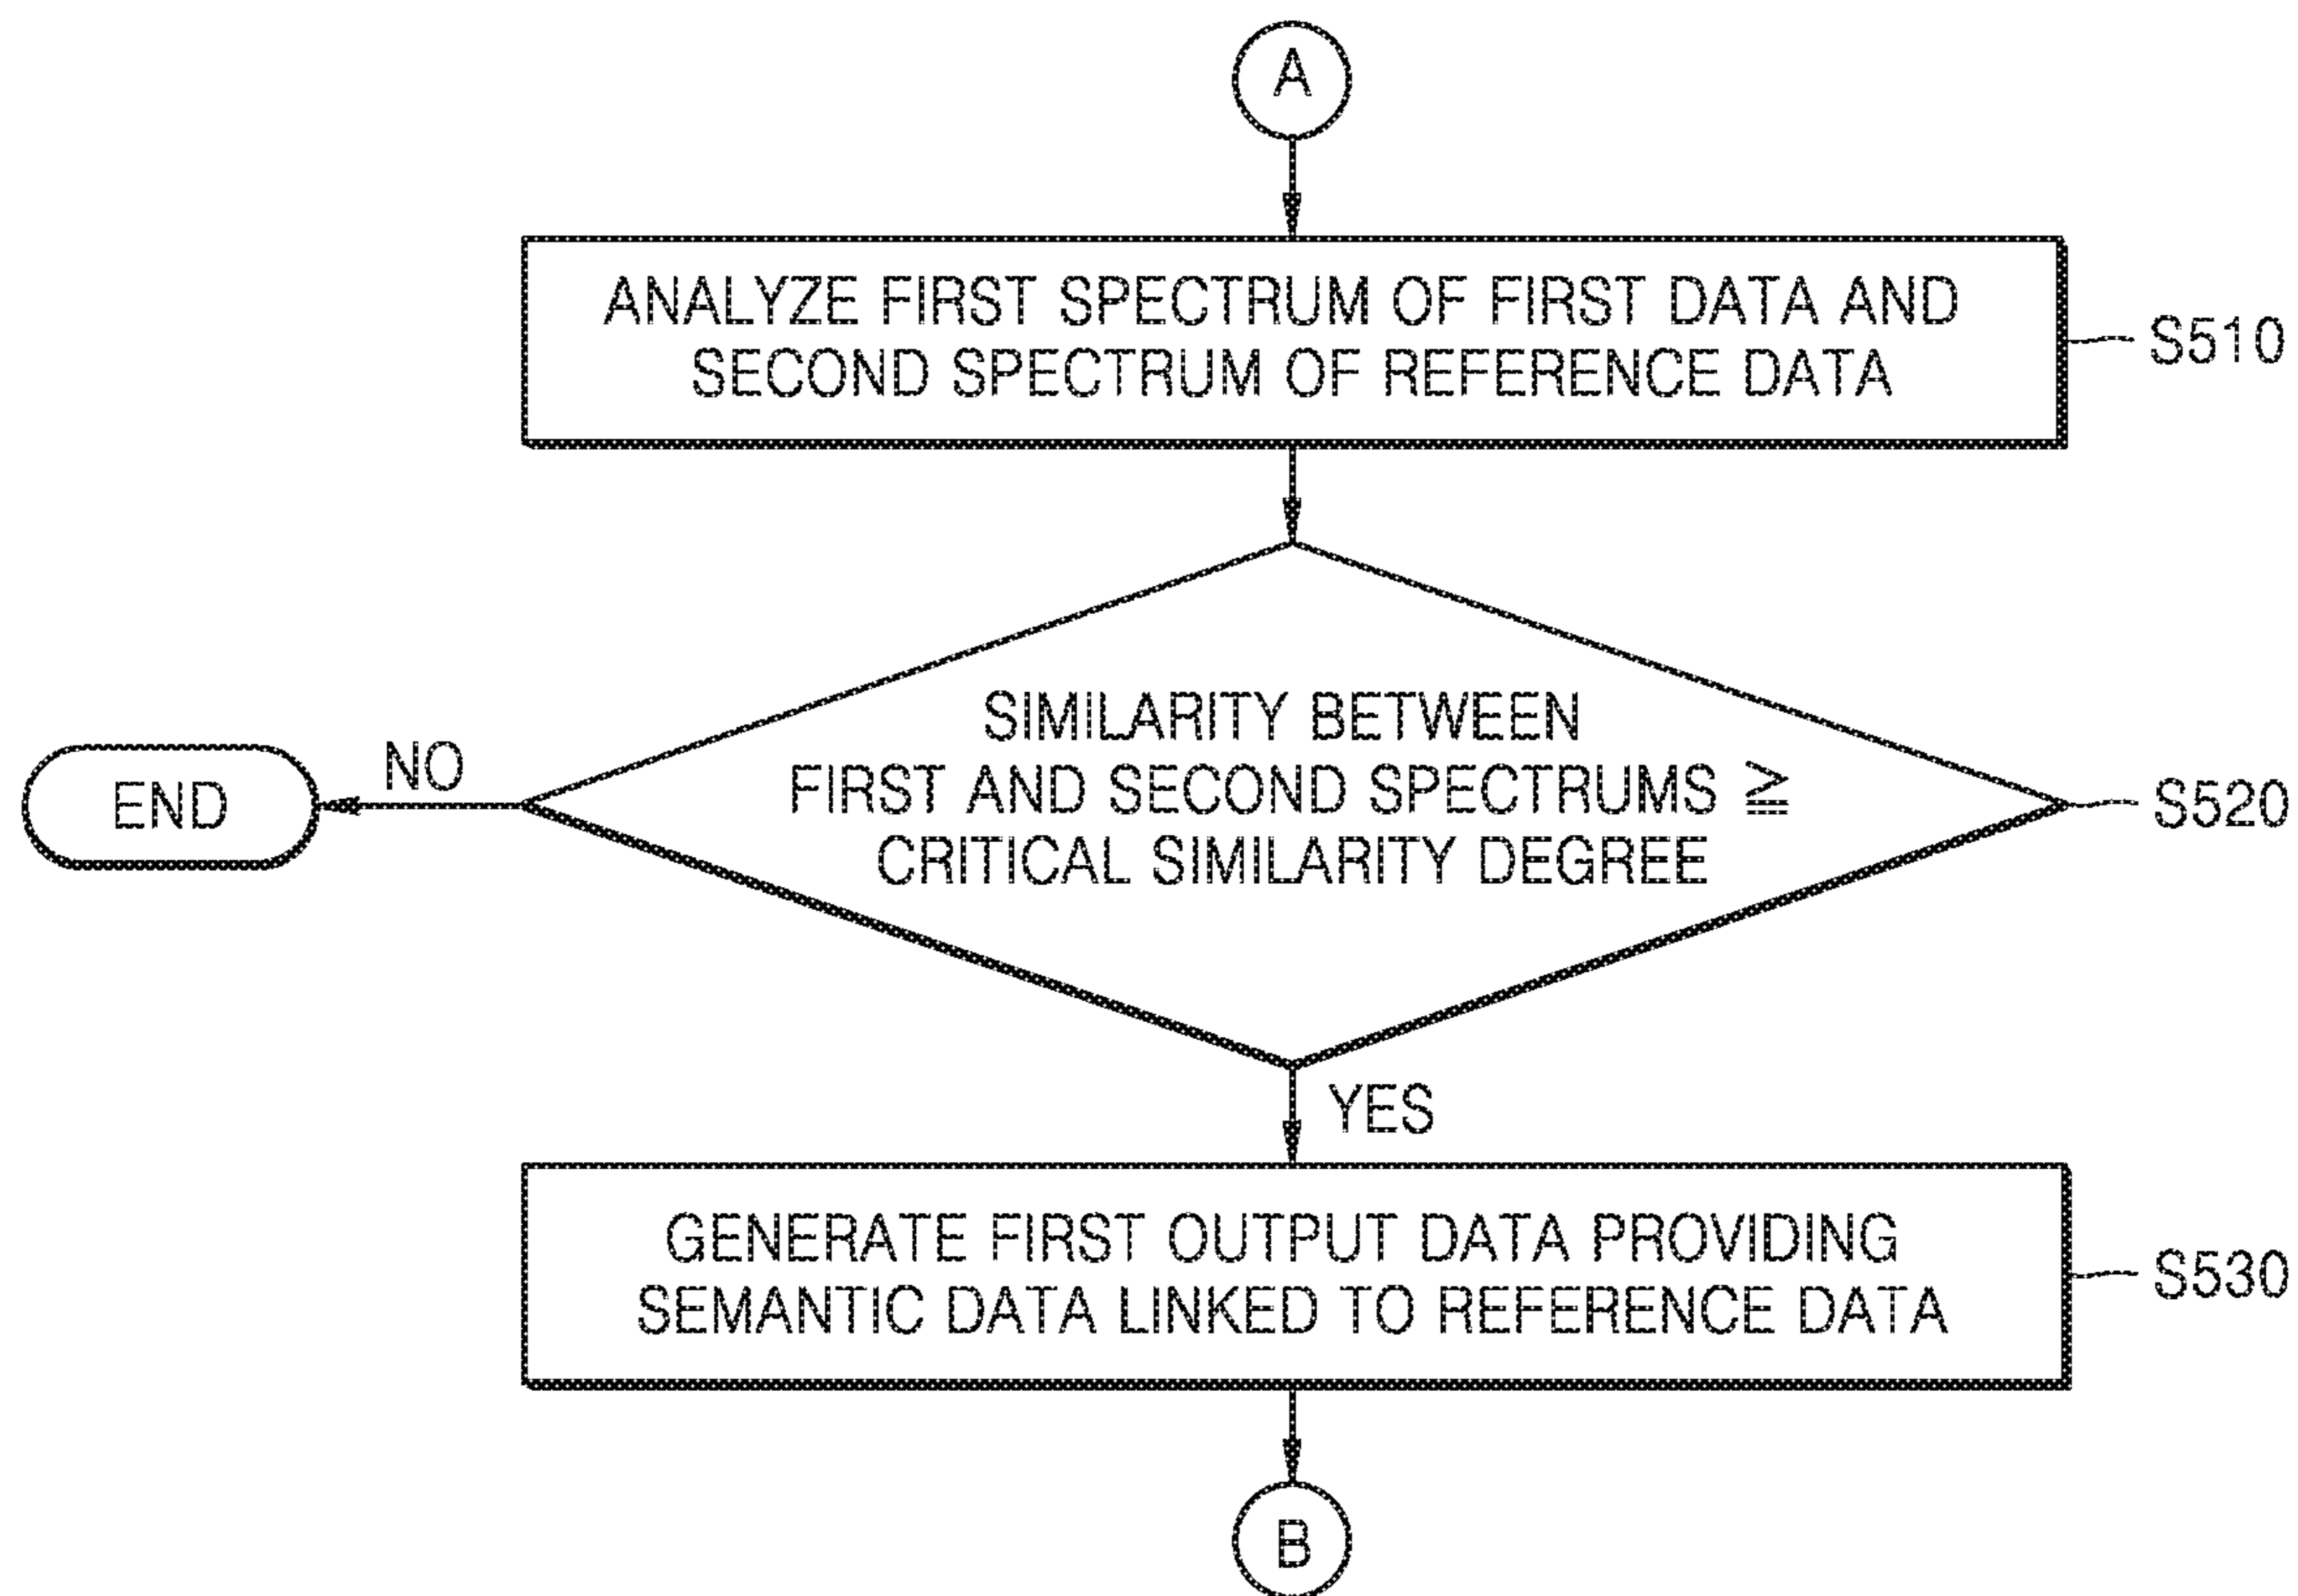 A
ANALYZE FIRST SPECTRUM OF FIRST DATA AND
SECOND SPECTRUM OF REFERENCE DATA
S510
SIMILARITY BETWEEN
FIRST AND SECOND SPECTRUMS ≧
CRITICAL SIMILARITY DEGREE
S520
NO
END
YES
GENERATE FIRST OUTPUT DATA PROVIDING
SEMANTIC DATA LINKED TO REFERENCE DATA
S530
B